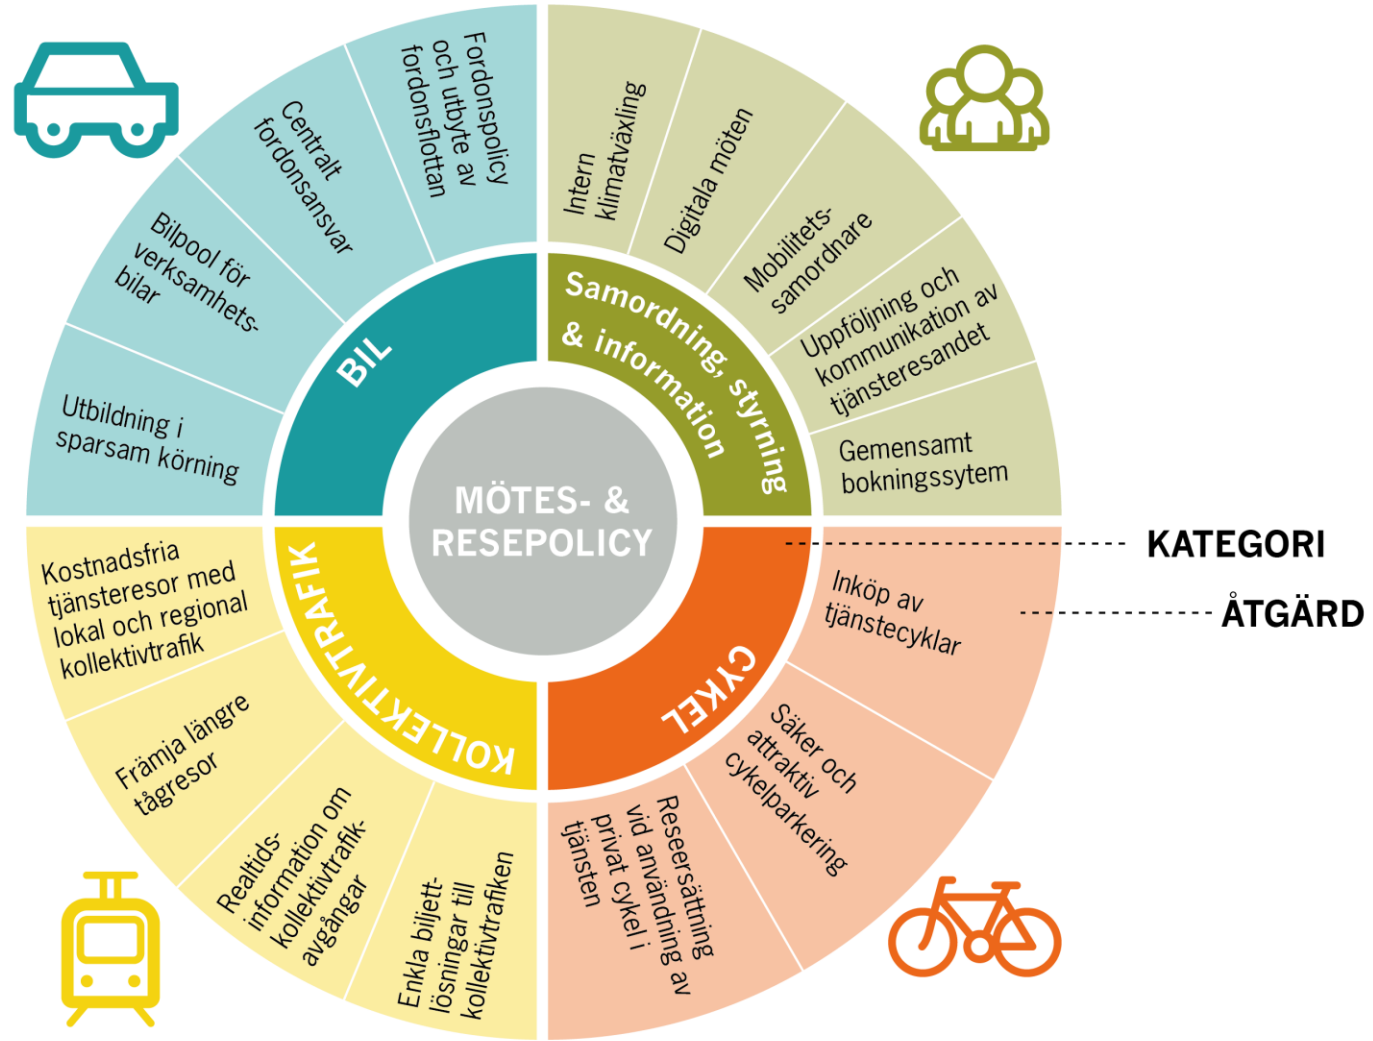 MÖTES- &
RESEPOLICY
BIL
Fordonspolicy
och utbyte av
fordonsflottan
Centralt
fordonsansvar
Bilpool för
verksamhets-
bilar
Utbildning i
sparsam körning
Samordning, styrning
& information
Intern
klimatväxling
Digitala möten
Mobilitets-
samordnare
Uppföljning och
kommunikation av
tjänsteresandet
Gemensamt
bokningssytem
CYKEL
Inköp av
tjänstecyklar
Säker och
attraktiv
cykelparkering
Reseersättning
vid användning av
privat cykel i
tjänsten
KOLLEKTIVTRAFIK
Kostnadsfria
tjänsteresor med
lokal och regional
kollektivtrafik
Främja längre
tågresor
Realtids-
information om
kollektivtrafik-
avgångar
Enkla biljett-
lösningar till
kollektivtrafiken
KATEGORI
ÅTGÄRD